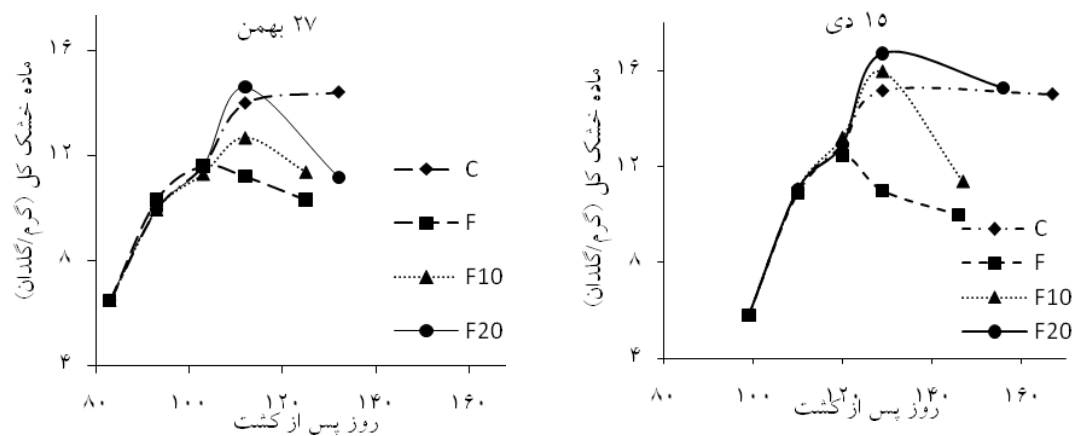 ۲۷ بهمن
ماده خشک کل (گرم/گلدان)
۱۶
۱۲
۸
۴
۸۰ ۱۰۰ ۱۲۰ ۱۴۰ ۱۶۰
روز پس از کشت
C
F
F10
F20
۱۵ دی
ماده خشک کل (گرم/گلدان)
۱۶
۱۲
۸
۴
۸۰ ۱۰۰ ۱۲۰ ۱۴۰ ۱۶۰
روز پس از کشت
C
F
F10
F20